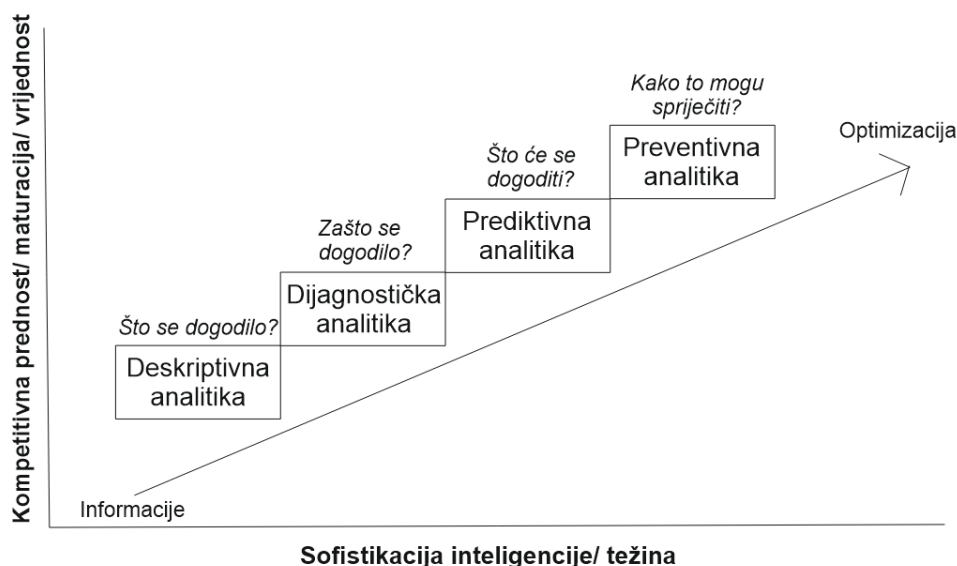 Kompetitivna prednost/ maturacija/ vrijednost
Kako to mogu
spriječiti?
Preventivna
analitika
Optimizacija
Što će se
dogoditi?
Prediktivna
analitika
Zašto se
dogodilo?
Dijagnostička
analitika
Što se dogodilo?
Deskriptivna
analitika
Informacije
Sofistikacija inteligencije/ težina